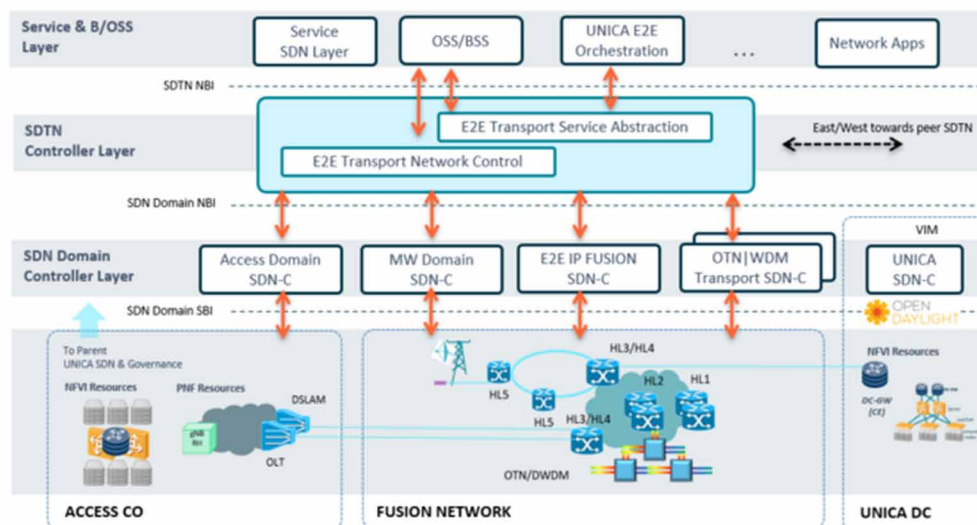 Service & B/OSS
Layer
Service
SDN Layer
OSS/BSS
UNICA E2E
Orchestration
...
Network Apps
SDTN NBI
SDTN
Controller Layer
E2E Transport Service Abstraction
E2E Transport Network Control
East/West towards peer SDTN
SDN Domain NBI
VIM
SDN Domain
Controller Layer
Access Domain
SDN-C
MW Domain
SDN-C
E2E IP FUSION
SDN-C
OTN|WDM
Transport SDN-C
UNICA
SDN-C
SDN Domain SBI
OPEN
DAYLIGHT
To Parent
UNICA SDN & Governance
NFVI Resources
PNF Resources
DSLAM
gNB
RH
OLT
HL5
HL5
HL3/HL4
HL3/HL4
HL2
HL1
OTN/DWDM
NFVI Resources
DC-GW
(CE)
ACCESS CO
FUSION NETWORK
UNICA DC